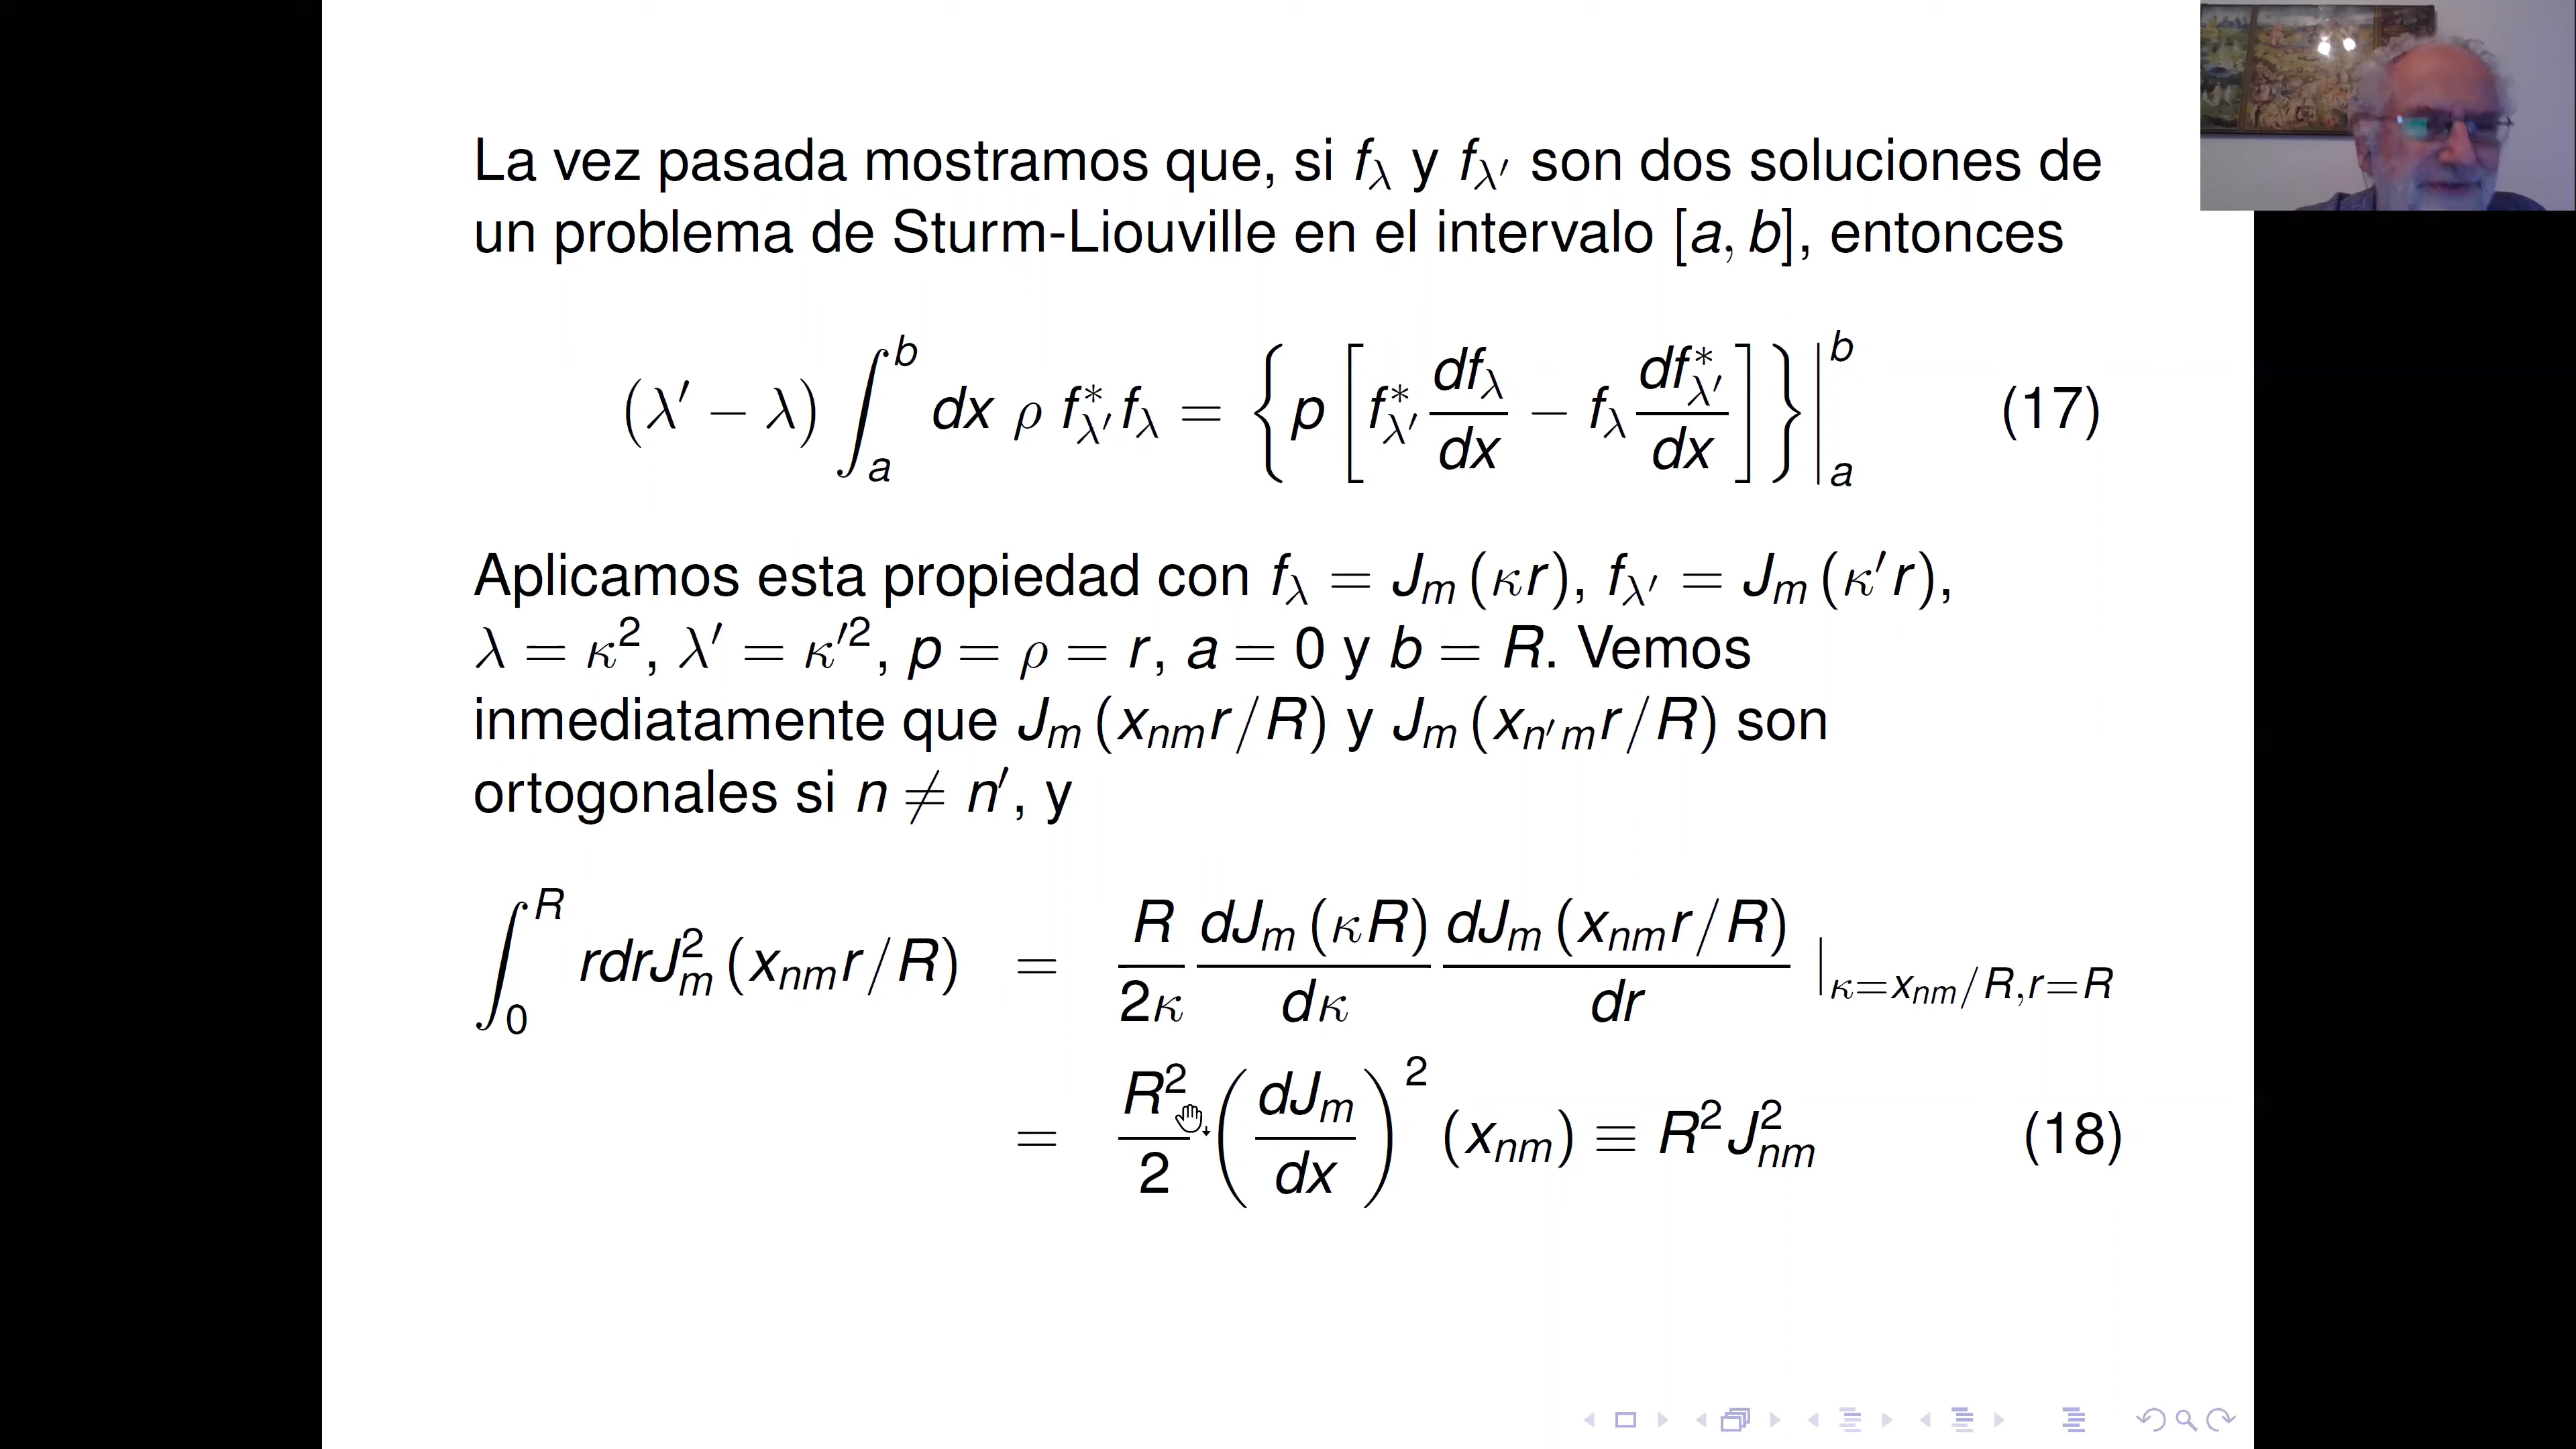 La vez pasada mostramos que, si f_λ y f_λ′ son dos soluciones de
un problema de Sturm-Liouville en el intervalo [a, b], entonces
(λ′ − λ) ∫_a^b dx ρ f*_λ′ f_λ = { p [ f*_λ′ df_λ/dx − f_λ df*_λ′/dx ] } |_a^b (17)
Aplicamos esta propiedad con f_λ = J_m (κr), f_λ′ = J_m (κ′r),
λ = κ², λ′ = κ′², p = ρ = r, a = 0 y b = R. Vemos
inmediatamente que J_m (x_nm r/R) y J_m (x_n′m r/R) son
ortogonales si n ≠ n′, y
∫_0^R rdrJ_m² (x_nm r/R) = R/2κ dJ_m (κR)/dκ dJ_m (x_nm r/R)/dr |_κ=x_nm/R,r=R
= R²/2 (dJ_m/dx)² (x_nm) ≡ R² J²_nm (18)